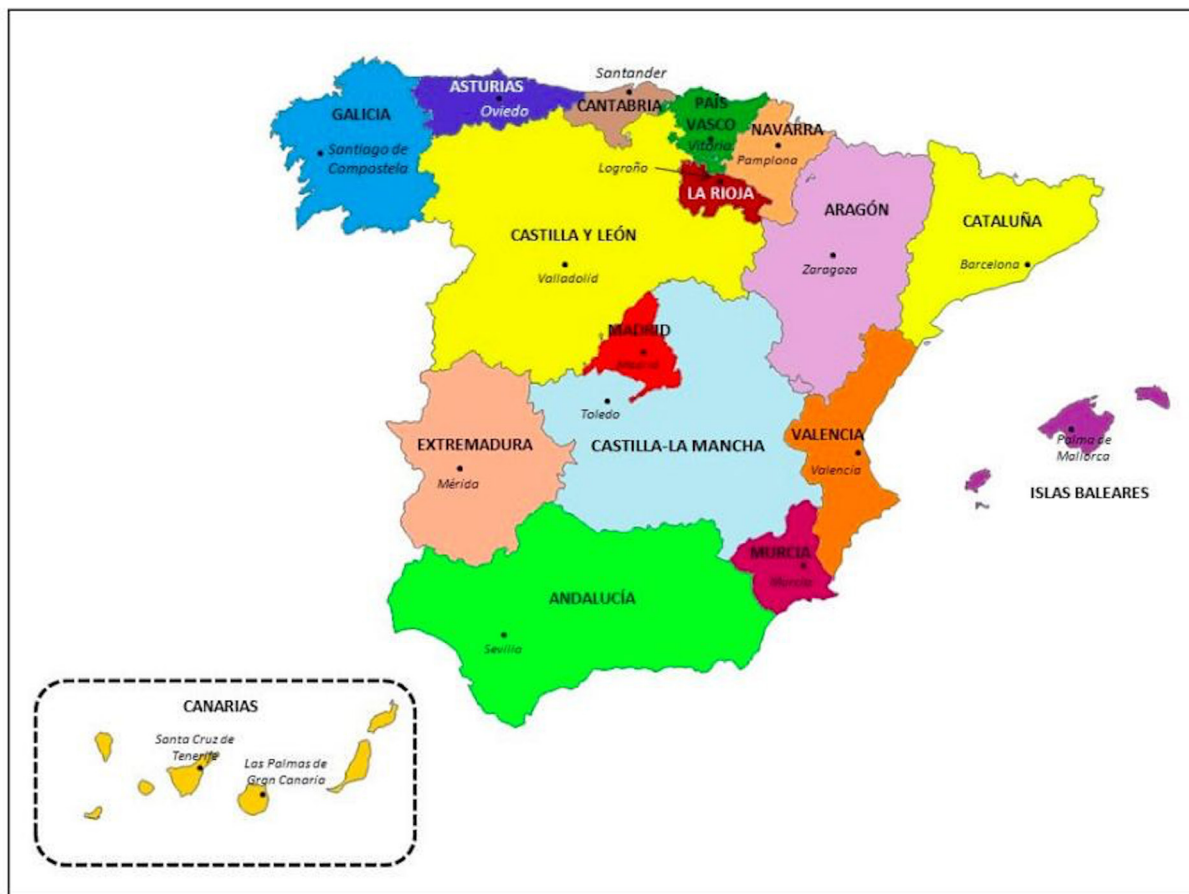 Santander
ASTURIAS
Oviedo
CANTABRIA
PAÍS
VASCO
Vitoria
GALICIA
Santiago de
Compostela
NAVARRA
Pamplona
Logroño
LA RIOJA
ARAGÓN
Zaragoza
CATALUÑA
Barcelona
CASTILLA Y LEÓN
Valladolid
MADRID
Madrid
Toledo
CASTILLA-LA MANCHA
EXTREMADURA
Mérida
VALENCIA
Valencia
Palma de
Mallorca
ISLAS BALEARES
MURCIA
Murcia
ANDALUCÍA
Sevilla
CANARIAS
Santa Cruz de
Tenerife
Las Palmas de
Gran Canaria